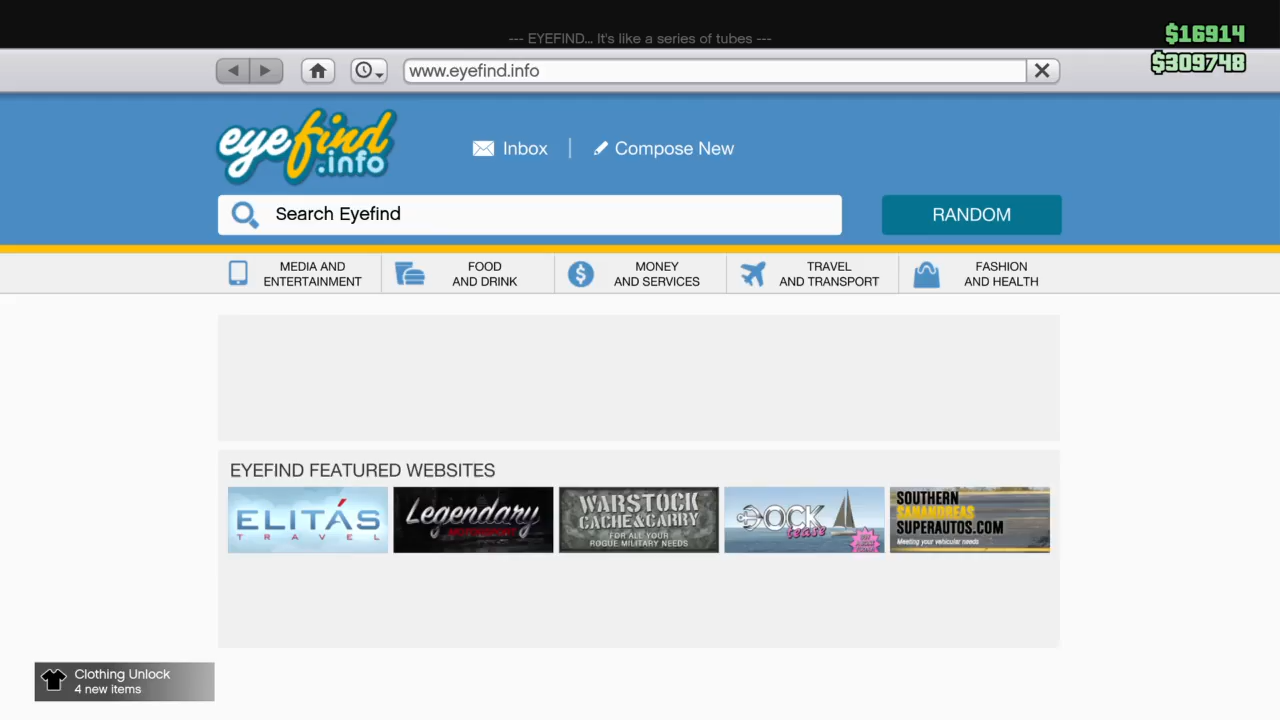 --- EYEFIND... It's like a series of tubes ---
$16914
$309748
www.eyefind.info
eyefind
.info
Inbox
Compose New
Search Eyefind
RANDOM
MEDIA AND
ENTERTAINMENT
FOOD
AND DRINK
MONEY
AND SERVICES
TRAVEL
AND TRANSPORT
FASHION
AND HEALTH
EYEFIND FEATURED WEBSITES
ELITÁS
TRAVEL
Legendary
WARSTOCK
CACHE&CARRY
FOR ALL YOUR
ROGUE MILITARY NEEDS
DOCK
tease
SOUTHERN
SANANDREAS
SUPERAUTOS.COM
Meeting your vehicular needs
Clothing Unlock
4 new items